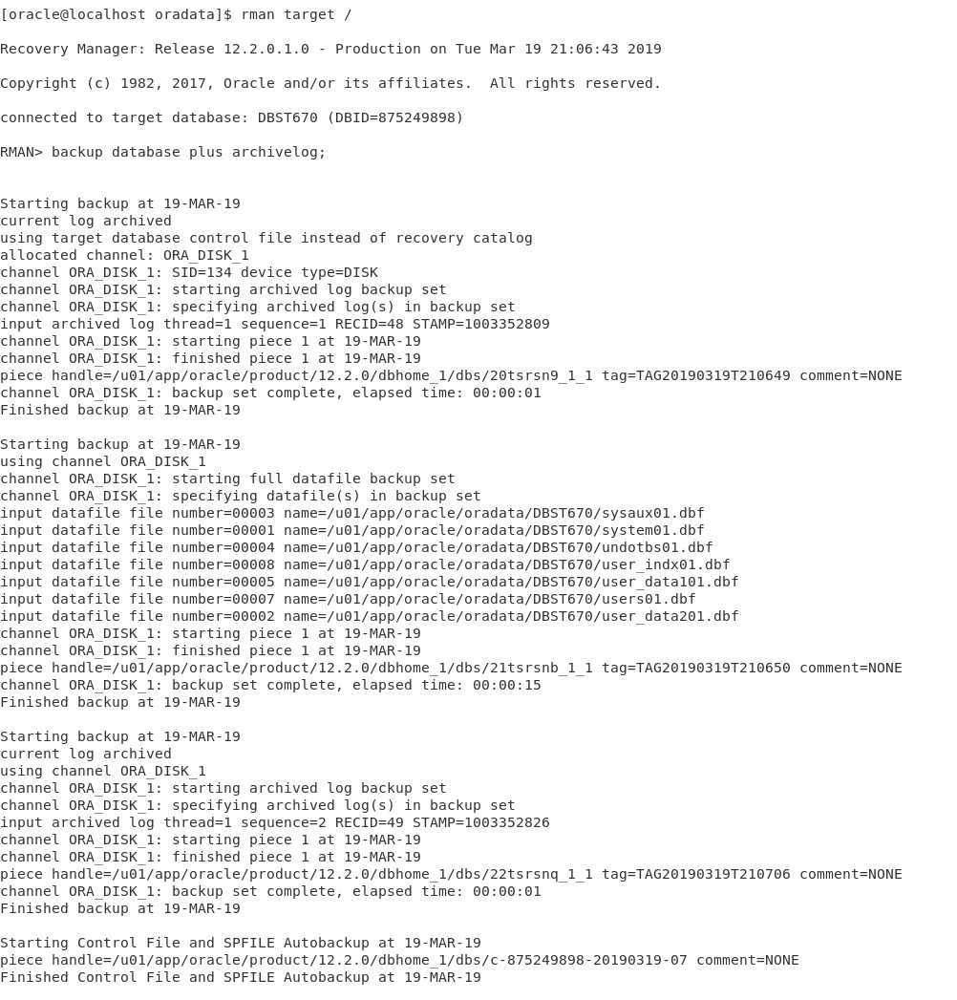 [oracle@localhost oradata]$ rman target /
Recovery Manager: Release 12.2.0.1.0 - Production on Tue Mar 19 21:06:43 2019
Copyright (c) 1982, 2017, Oracle and/or its affiliates.  All rights reserved.
connected to target database: DBST670 (DBID=875249898)
RMAN> backup database plus archivelog;
Starting backup at 19-MAR-19
current log archived
using target database control file instead of recovery catalog
allocated channel: ORA_DISK_1
channel ORA_DISK_1: SID=134 device type=DISK
channel ORA_DISK_1: starting archived log backup set
channel ORA_DISK_1: specifying archived log(s) in backup set
input archived log thread=1 sequence=1 RECID=48 STAMP=1003352809
channel ORA_DISK_1: starting piece 1 at 19-MAR-19
channel ORA_DISK_1: finished piece 1 at 19-MAR-19
piece handle=/u01/app/oracle/product/12.2.0/dbhome_1/dbs/20tsrsn9_1_1 tag=TAG20190319T210649 comment=NONE
channel ORA_DISK_1: backup set complete, elapsed time: 00:00:01
Finished backup at 19-MAR-19
Starting backup at 19-MAR-19
using channel ORA_DISK_1
channel ORA_DISK_1: starting full datafile backup set
channel ORA_DISK_1: specifying datafile(s) in backup set
input datafile file number=00003 name=/u01/app/oracle/oradata/DBST670/sysaux01.dbf
input datafile file number=00001 name=/u01/app/oracle/oradata/DBST670/system01.dbf
input datafile file number=00004 name=/u01/app/oracle/oradata/DBST670/undotbs01.dbf
input datafile file number=00008 name=/u01/app/oracle/oradata/DBST670/user_indx01.dbf
input datafile file number=00005 name=/u01/app/oracle/oradata/DBST670/user_data101.dbf
input datafile file number=00007 name=/u01/app/oracle/oradata/DBST670/users01.dbf
input datafile file number=00002 name=/u01/app/oracle/oradata/DBST670/user_data201.dbf
channel ORA_DISK_1: starting piece 1 at 19-MAR-19
channel ORA_DISK_1: finished piece 1 at 19-MAR-19
piece handle=/u01/app/oracle/product/12.2.0/dbhome_1/dbs/21tsrsnb_1_1 tag=TAG20190319T210650 comment=NONE
channel ORA_DISK_1: backup set complete, elapsed time: 00:00:15
Finished backup at 19-MAR-19
Starting backup at 19-MAR-19
current log archived
using channel ORA_DISK_1
channel ORA_DISK_1: starting archived log backup set
channel ORA_DISK_1: specifying archived log(s) in backup set
input archived log thread=1 sequence=2 RECID=49 STAMP=1003352826
channel ORA_DISK_1: starting piece 1 at 19-MAR-19
channel ORA_DISK_1: finished piece 1 at 19-MAR-19
piece handle=/u01/app/oracle/product/12.2.0/dbhome_1/dbs/22tsrsnq_1_1 tag=TAG20190319T210706 comment=NONE
channel ORA_DISK_1: backup set complete, elapsed time: 00:00:01
Finished backup at 19-MAR-19
Starting Control File and SPFILE Autobackup at 19-MAR-19
piece handle=/u01/app/oracle/product/12.2.0/dbhome_1/dbs/c-875249898-20190319-07 comment=NONE
Finished Control File and SPFILE Autobackup at 19-MAR-19